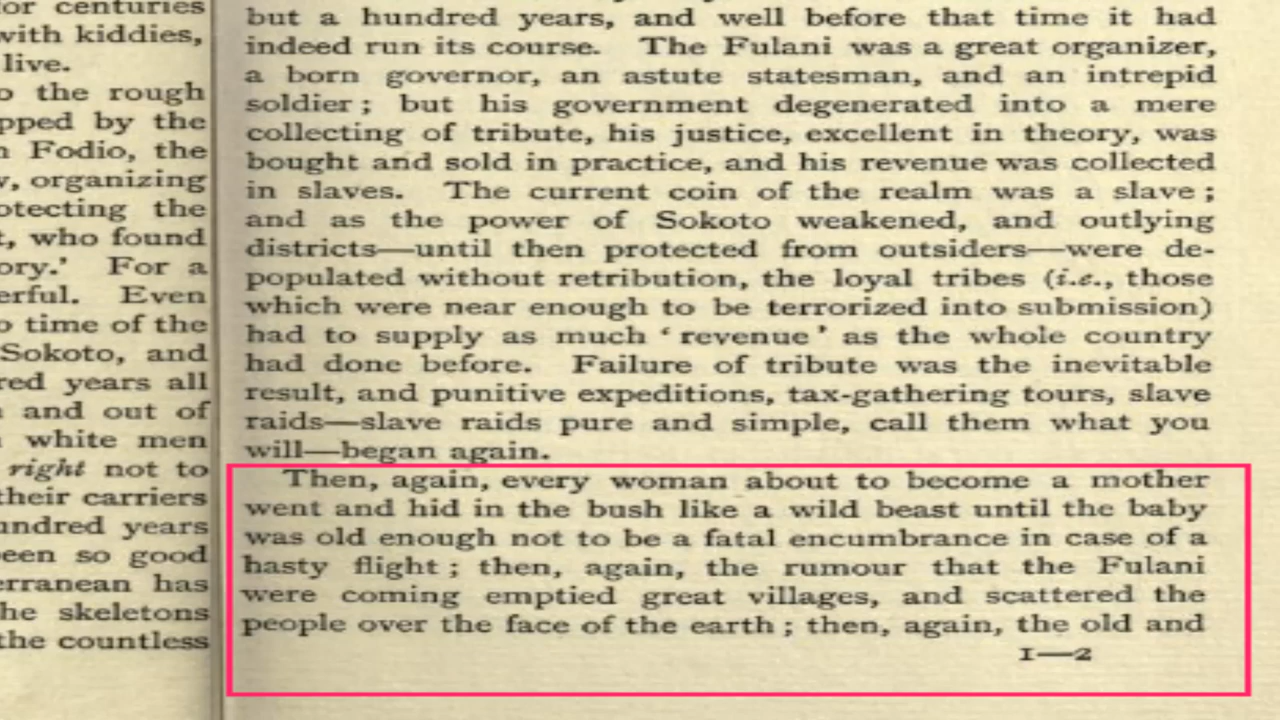 for centuries
with kiddies,
live.
the rough
by the
Fodio, the
organizing
the
who found
For a
Even
time of the
Sokoto, and
years all
and out of
white men
right not to
their carriers
years
so good
has
skeletons
the countless
but a hundred years, and well before that time it had
indeed run its course. The Fulani was a great organizer,
a born governor, an astute statesman, and an intrepid
soldier; but his government degenerated into a mere
collecting of tribute, his justice, excellent in theory, was
bought and sold in practice, and his revenue was collected
in slaves. The current coin of the realm was a slave;
and as the power of Sokoto weakened, and outlying
districts—until then protected from outsiders—were de-
populated without retribution, the loyal tribes (i.e., those
which were near enough to be terrorized into submission)
had to supply as much ‘revenue’ as the whole country
had done before. Failure of tribute was the inevitable
result, and punitive expeditions, tax-gathering tours, slave
raids—slave raids pure and simple, call them what you
will—began again.
Then, again, every woman about to become a mother
went and hid in the bush like a wild beast until the baby
was old enough not to be a fatal encumbrance in case of a
hasty flight; then, again, the rumour that the Fulani
were coming emptied great villages, and scattered the
people over the face of the earth; then, again, the old and
1—2